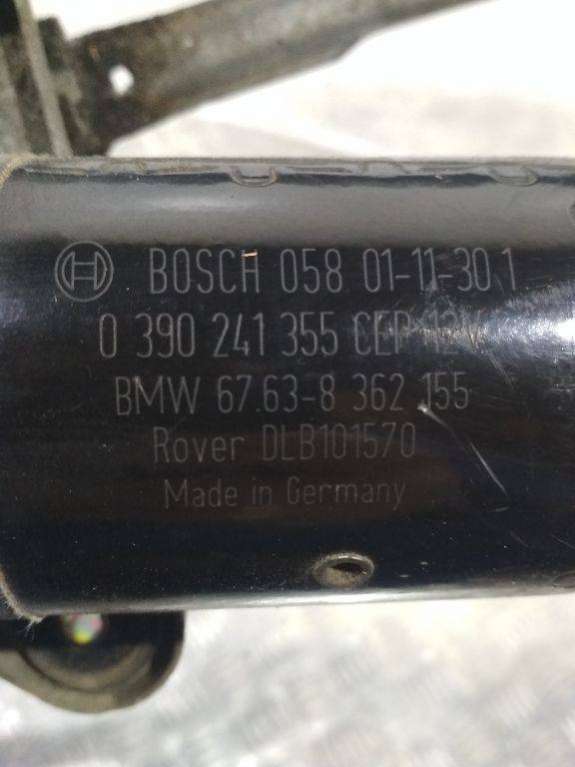 BOSCH 058 01-11-30 1
0 390 241 355 CEP 12V
BMW 67.63-8 362 155
Rover DLB101570
Made in Germany